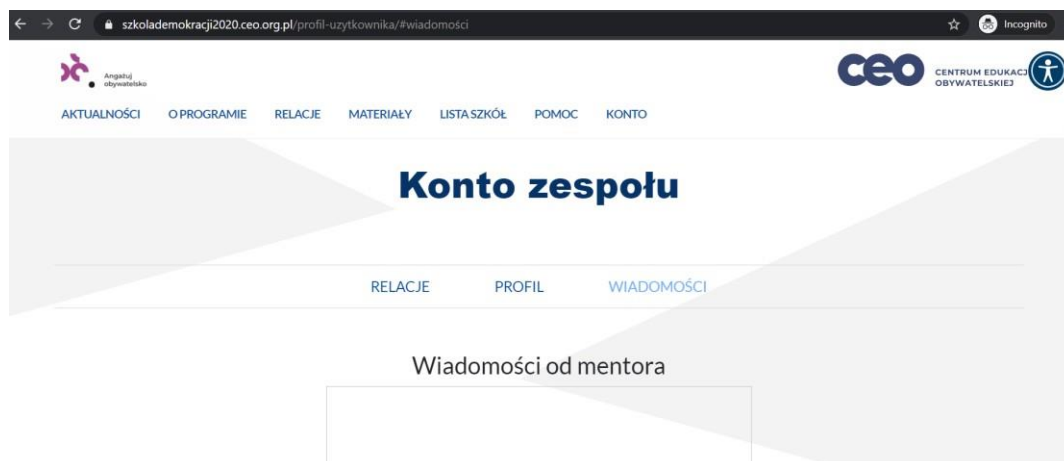 szkolademokracji2020.ceo.org.pl/profil-uzytkownika/#wiadomości
Incognito
Angażuj
obywatelsko
ceo
CENTRUM EDUKACJI
OBYWATELSKIEJ
AKTUALNOŚCI O PROGRAMIE RELACJE MATERIAŁY LISTA SZKÓŁ POMOC KONTO
Konto zespołu
RELACJE PROFIL WIADOMOŚCI
Wiadomości od mentora